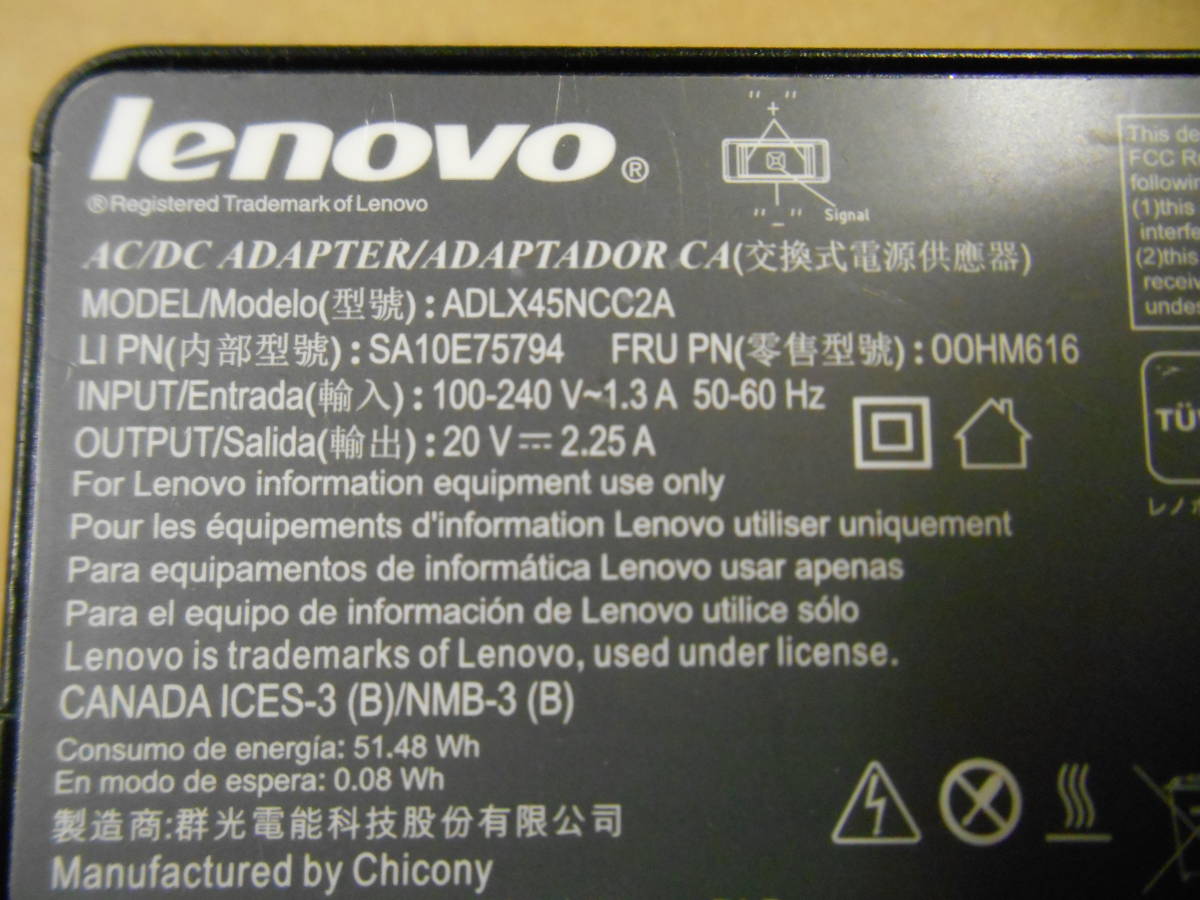 lenovo®
®Registered Trademark of Lenovo
" + "
" - "
Signal
AC/DC ADAPTER/ADAPTADOR CA(交換式電源供應器)
MODEL/Modelo(型號):ADLX45NCC2A
LI PN(内部型號):SA10E75794 FRU PN(零售型號):00HM616
INPUT/Entrada(輸入):100-240 V~1.3 A 50-60 Hz
OUTPUT/Salida(輸出):20 V⎓2.25 A
For Lenovo information equipment use only
Pour les équipements d'information Lenovo utiliser uniquement
Para equipamentos de informática Lenovo usar apenas
Para el equipo de información de Lenovo utilice sólo
Lenovo is trademarks of Lenovo, used under license.
CANADA ICES-3 (B)/NMB-3 (B)
Consumo de energía: 51.48 Wh
En modo de espera: 0.08 Wh
製造商:群光電能科技股份有限公司
Manufactured by Chicony
This
FCC
(1)this
(2)this
TÜ